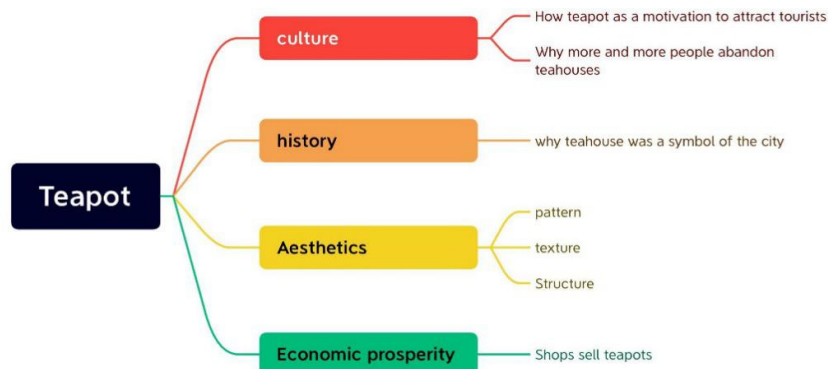 Teapot
culture
How teapot as a motivation to attract tourists
Why more and more people abandon
teahouses
history
why teahouse was a symbol of the city
Aesthetics
pattern
texture
Structure
Economic prosperity
Shops sell teapots